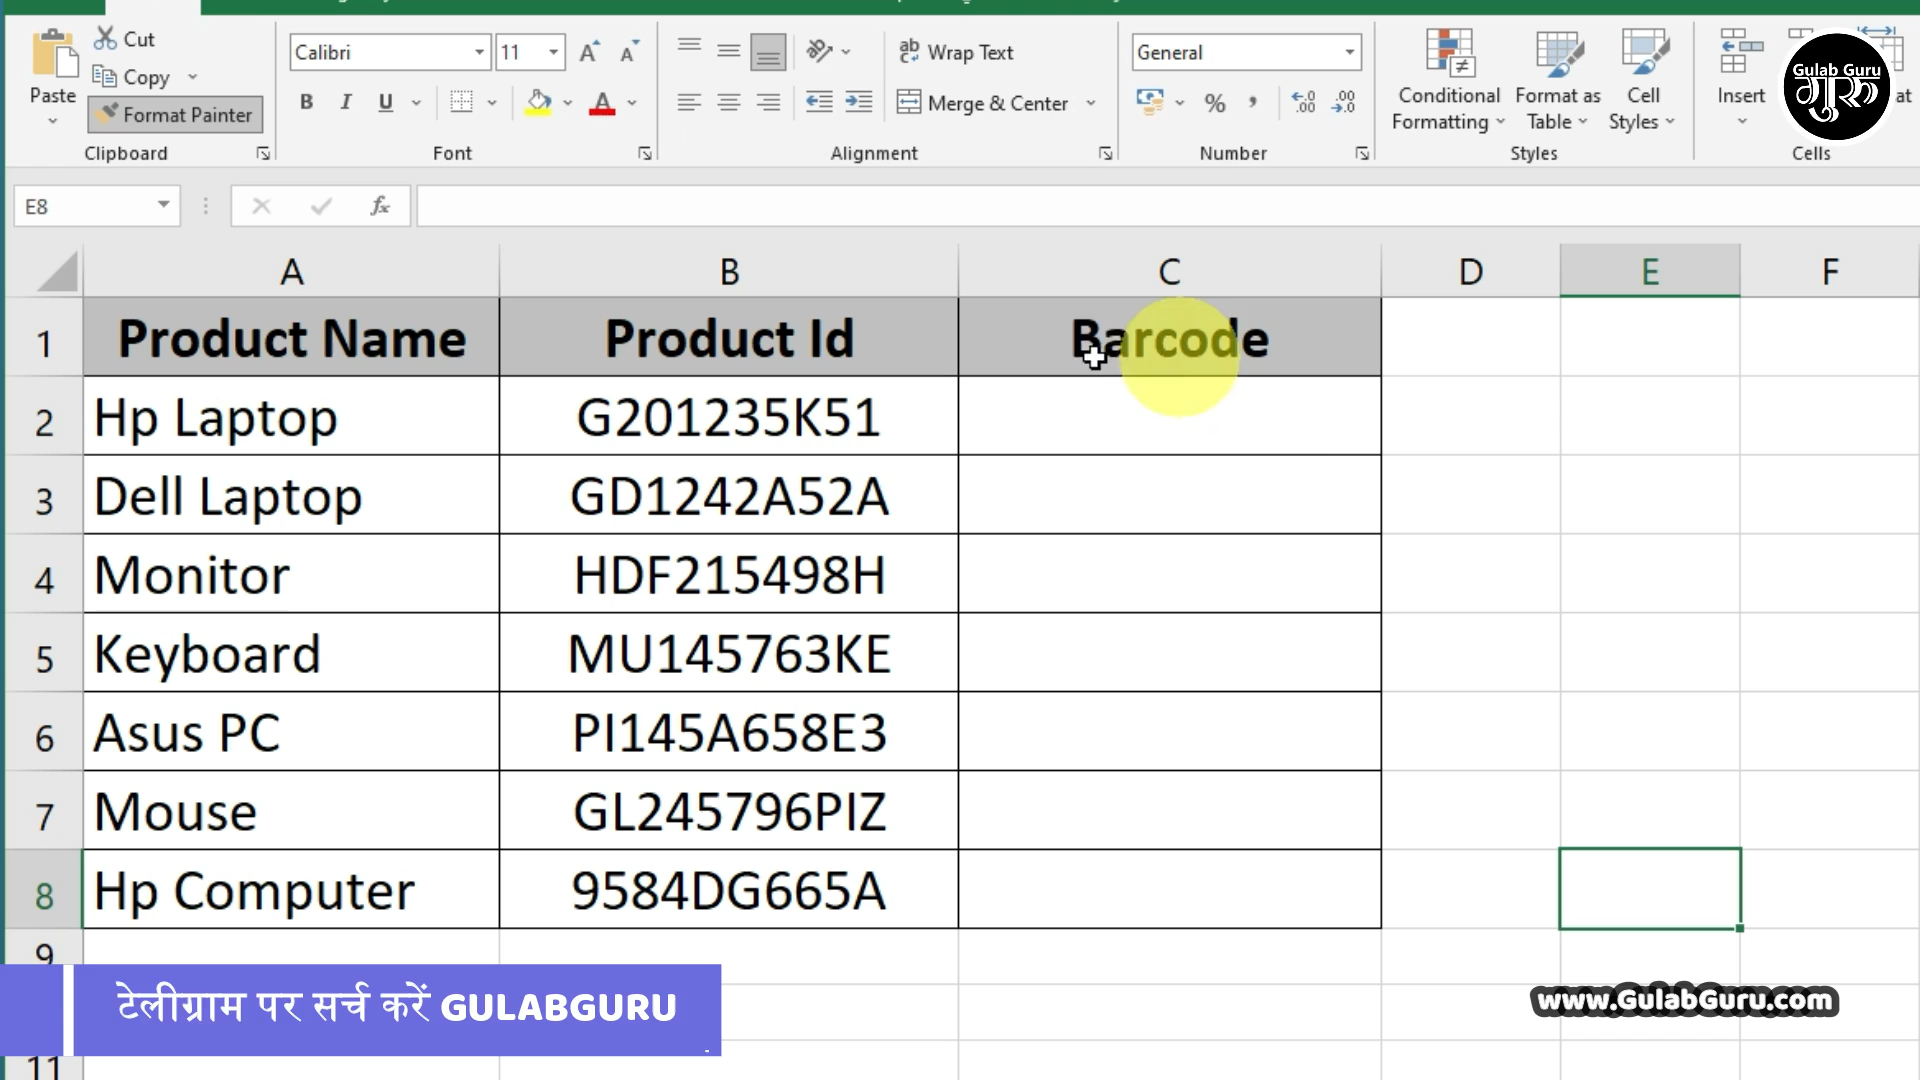 Cut
Copy
Paste
Format Painter
Clipboard
Calibri
11
B I U
Font
ab Wrap Text
Merge & Center
Alignment
General
%
Number
Conditional
Formatting
Format as
Table
Cell
Styles
Styles
Insert
Cells
Gulab Guru
गुरु
E8
fx
A B C D E F
1 Product Name Product Id Barcode
2 Hp Laptop G201235K51
3 Dell Laptop GD1242A52A
4 Monitor HDF215498H
5 Keyboard MU145763KE
6 Asus PC PI145A658E3
7 Mouse GL245796PIZ
8 Hp Computer 9584DG665A
9
टेलीग्राम पर सर्च करें GULABGURU
www.GulabGuru.com
11